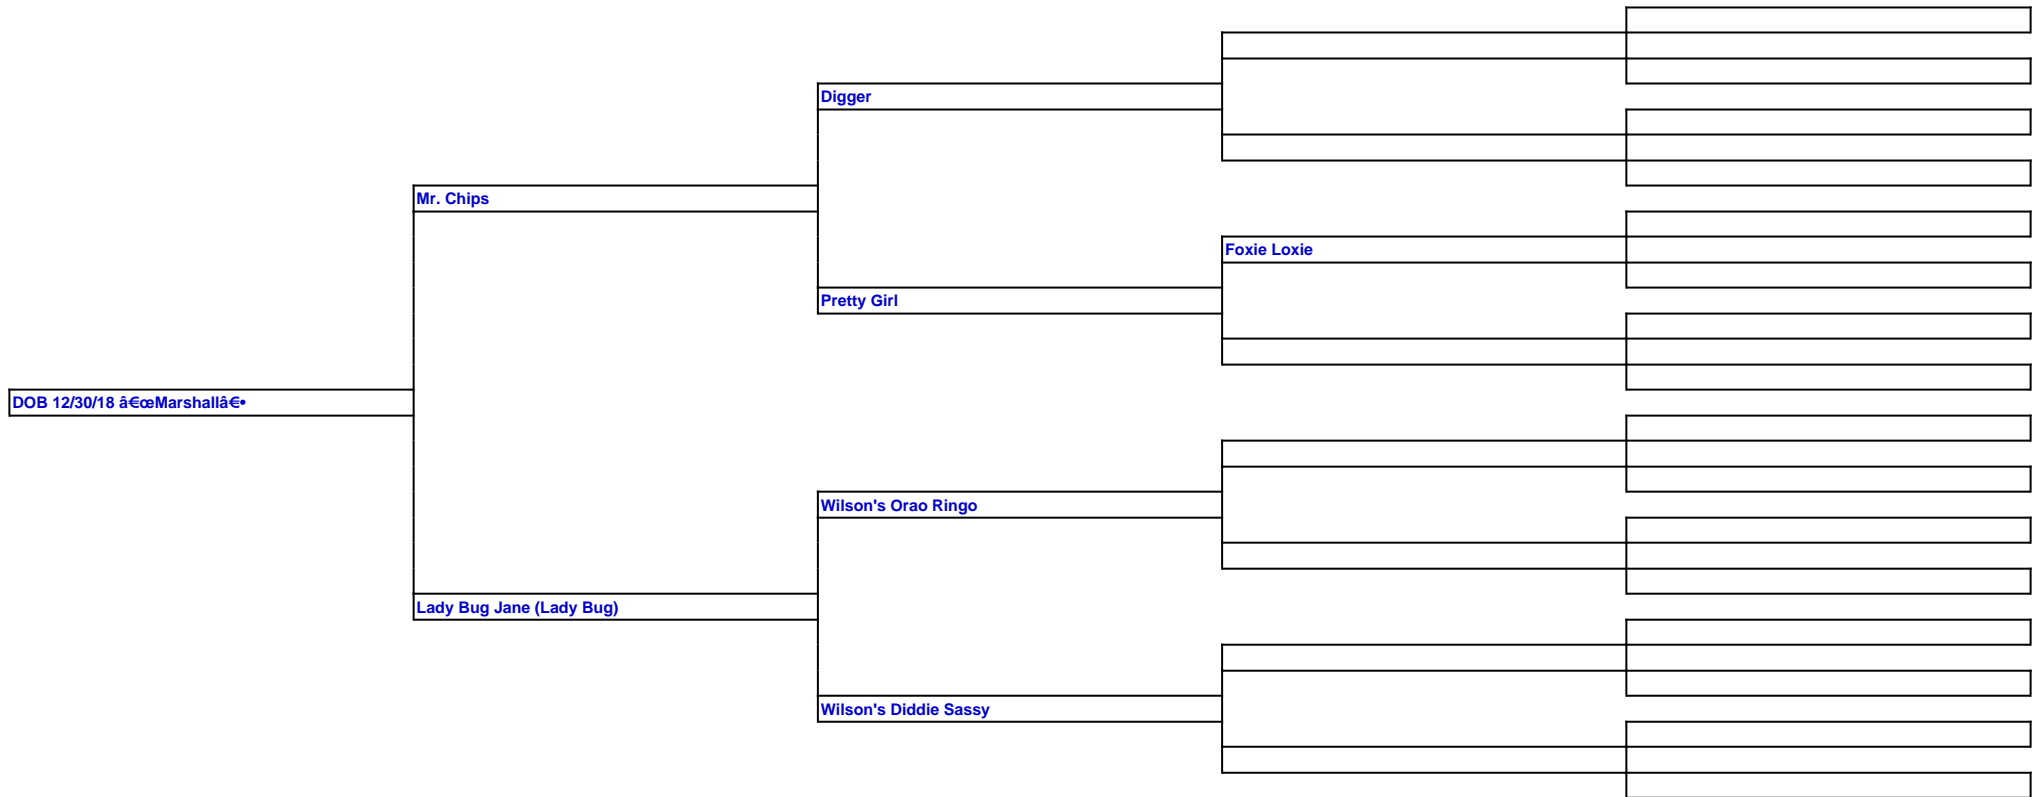 Digger
Mr. Chips
Foxie Loxie
Pretty Girl
DOB 12/30/18 â€œMarshallâ€•
Wilson's Orao Ringo
Lady Bug Jane (Lady Bug)
Wilson's Diddie Sassy